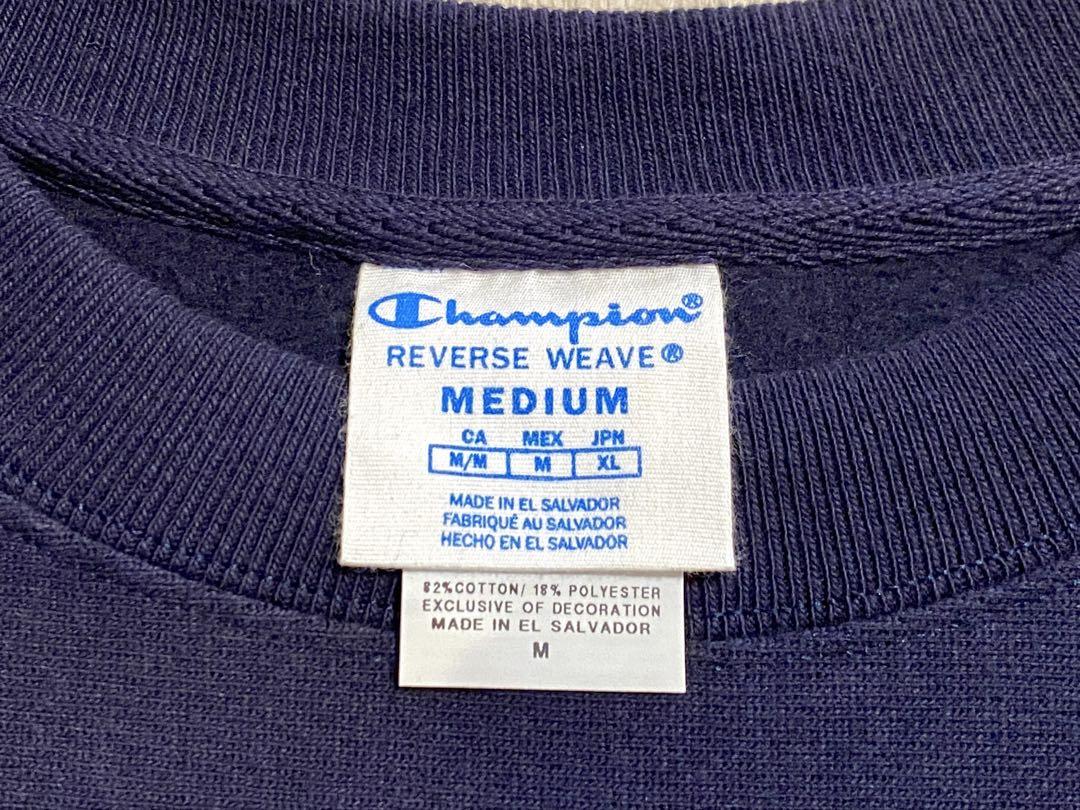 Champion®
REVERSE WEAVE®
MEDIUM
CA MEX JPN
M/M M XL
MADE IN EL SALVADOR
FABRIQUÉ AU SALVADOR
HECHO EN EL SALVADOR
82%COTTON/ 18% POLYESTER
EXCLUSIVE OF DECORATION
MADE IN EL SALVADOR
M